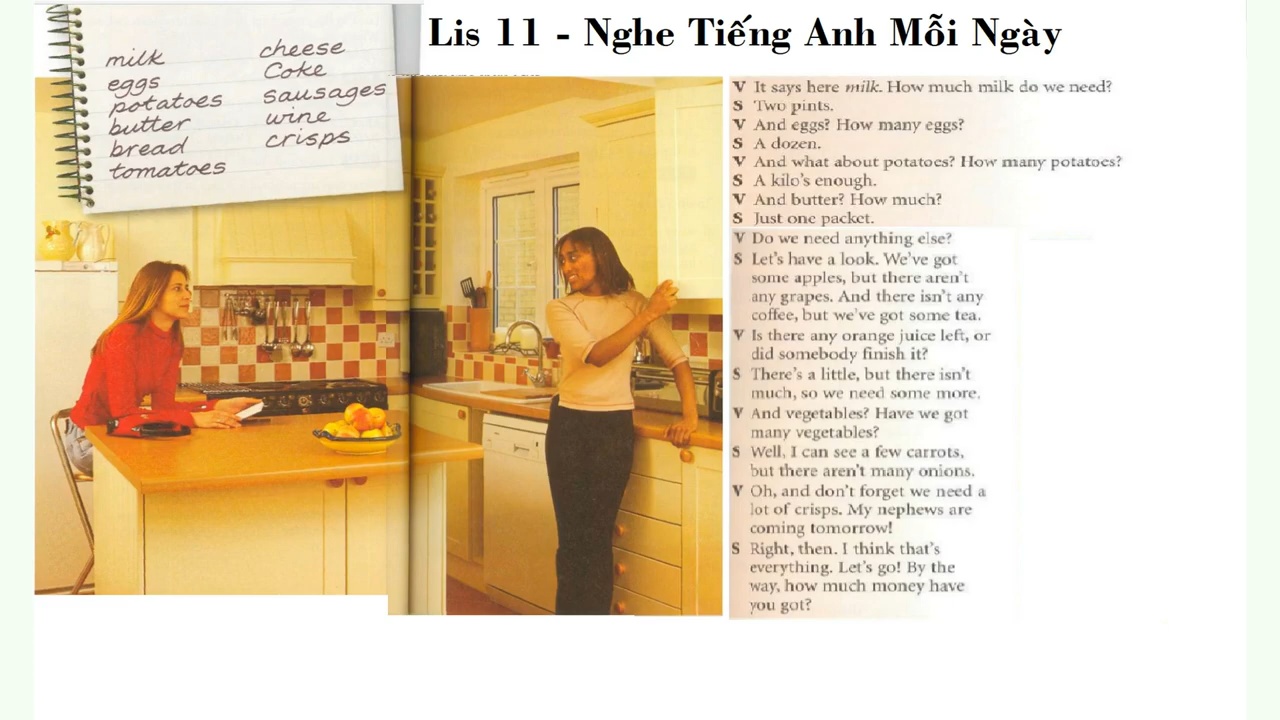 milk
eggs
potatoes
butter
bread
tomatoes
cheese
Coke
sausages
wine
crisps
Lis 11 - Nghe Tiếng Anh Mỗi Ngày
V It says here milk. How much milk do we need?
S Two pints.
V And eggs? How many eggs?
S A dozen.
V And what about potatoes? How many potatoes?
S A kilo's enough.
V And butter? How much?
S Just one packet.
V Do we need anything else?
S Let's have a look. We've got
some apples, but there aren't
any grapes. And there isn't any
coffee, but we've got some tea.
V Is there any orange juice left, or
did somebody finish it?
S There's a little, but there isn't
much, so we need some more.
V And vegetables? Have we got
many vegetables?
S Well, I can see a few carrots,
but there aren't many onions.
V Oh, and don't forget we need a
lot of crisps. My nephews are
coming tomorrow!
S Right, then. I think that's
everything. Let's go! By the
way, how much money have
you got?